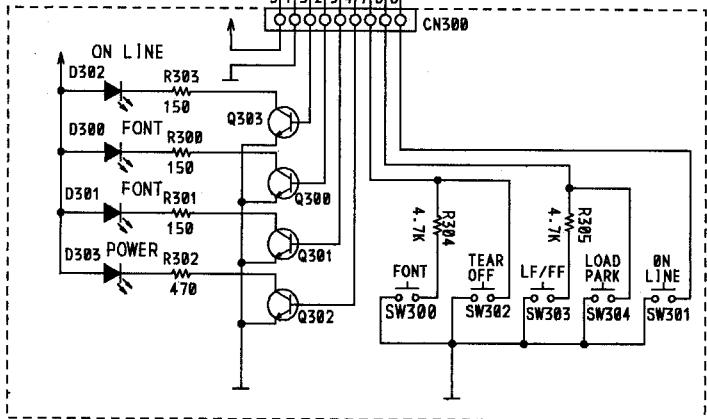 CN300
ON LINE
D302
R303
150
Q303
D300
FONT
R300
150
Q300
D301
FONT
R301
150
Q301
D303
POWER
R302
470
Q302
4.7K
R304
4.7K
R305
FONT
TEAR
OFF
LF/FF
LOAD
PARK
ON
LINE
SW300
SW302
SW303
SW304
SW301